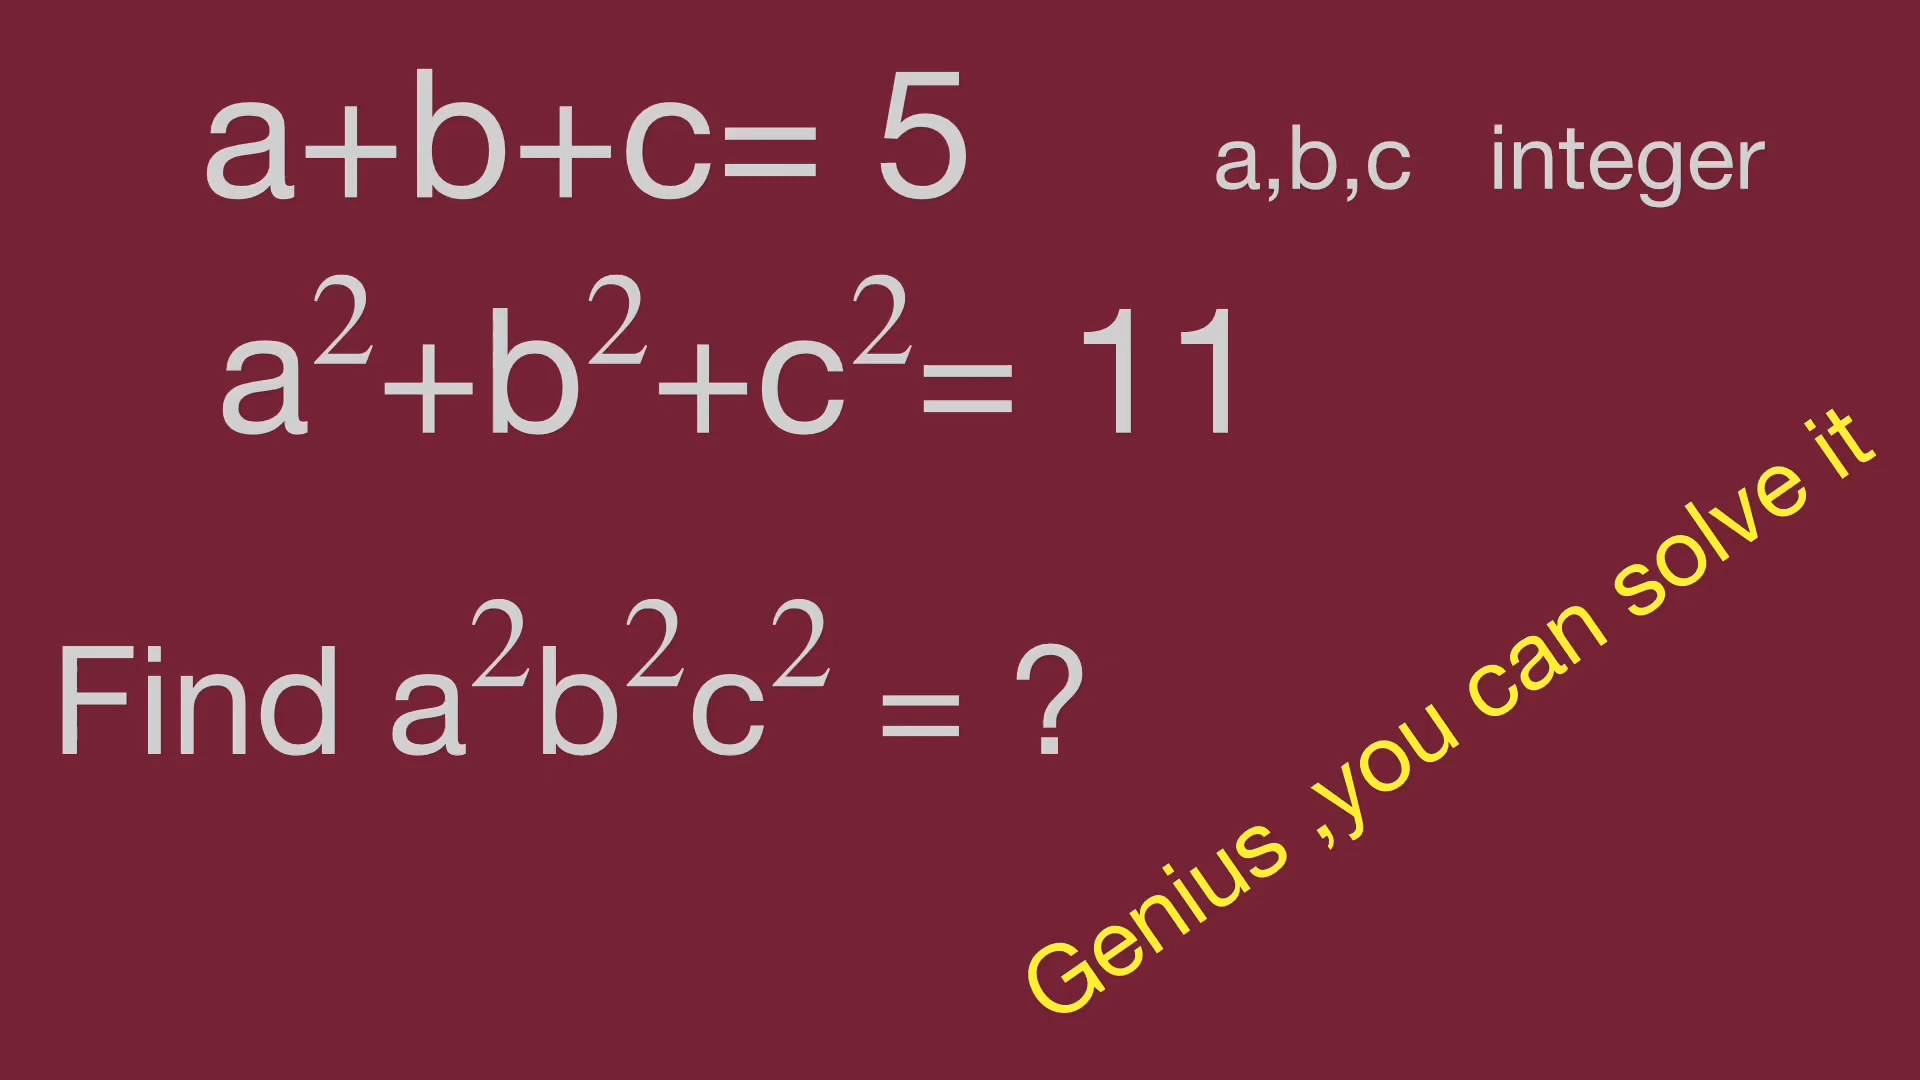 a+b+c= 5 a,b,c integer
a²+b²+c²= 11
Find a²b²c² = ?
Genius ,you can solve it